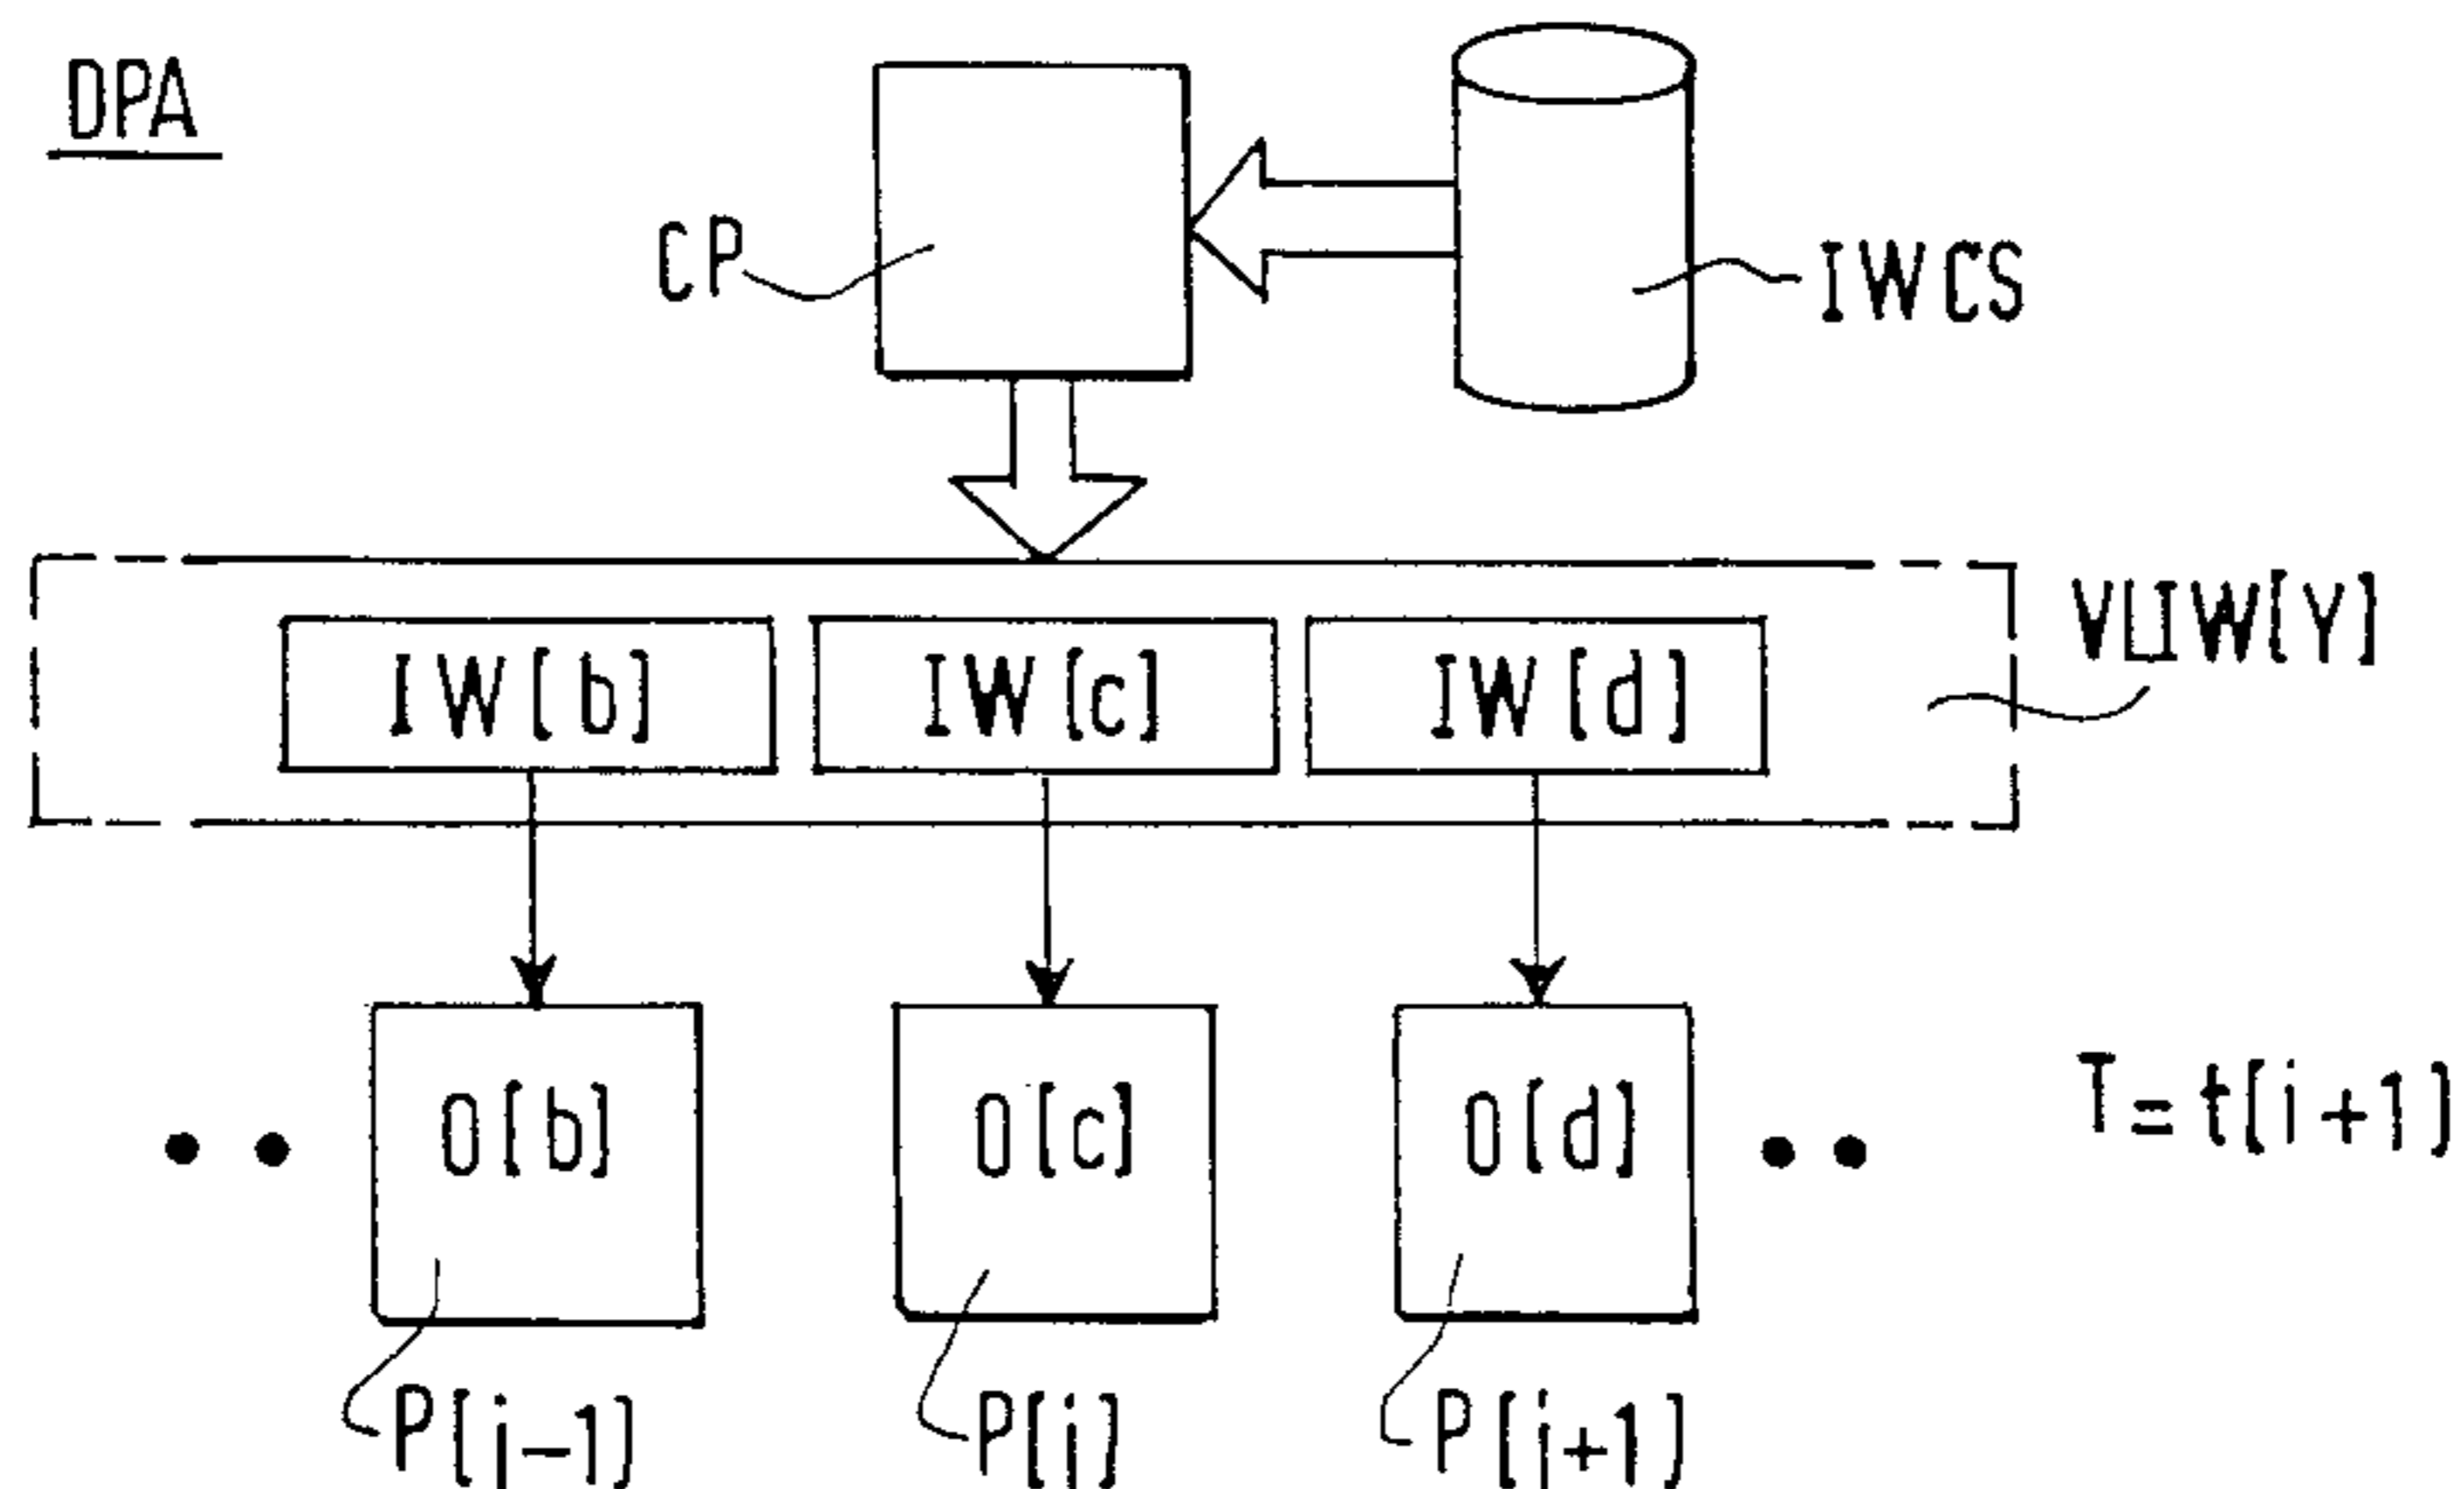 DPA
CP
IWCS
VLIW[Y]
IW[b] IW[c] IW[d]
O[b] O[c] O[d]
T=t[i+1]
P[j-1] P[j] P[j+1]